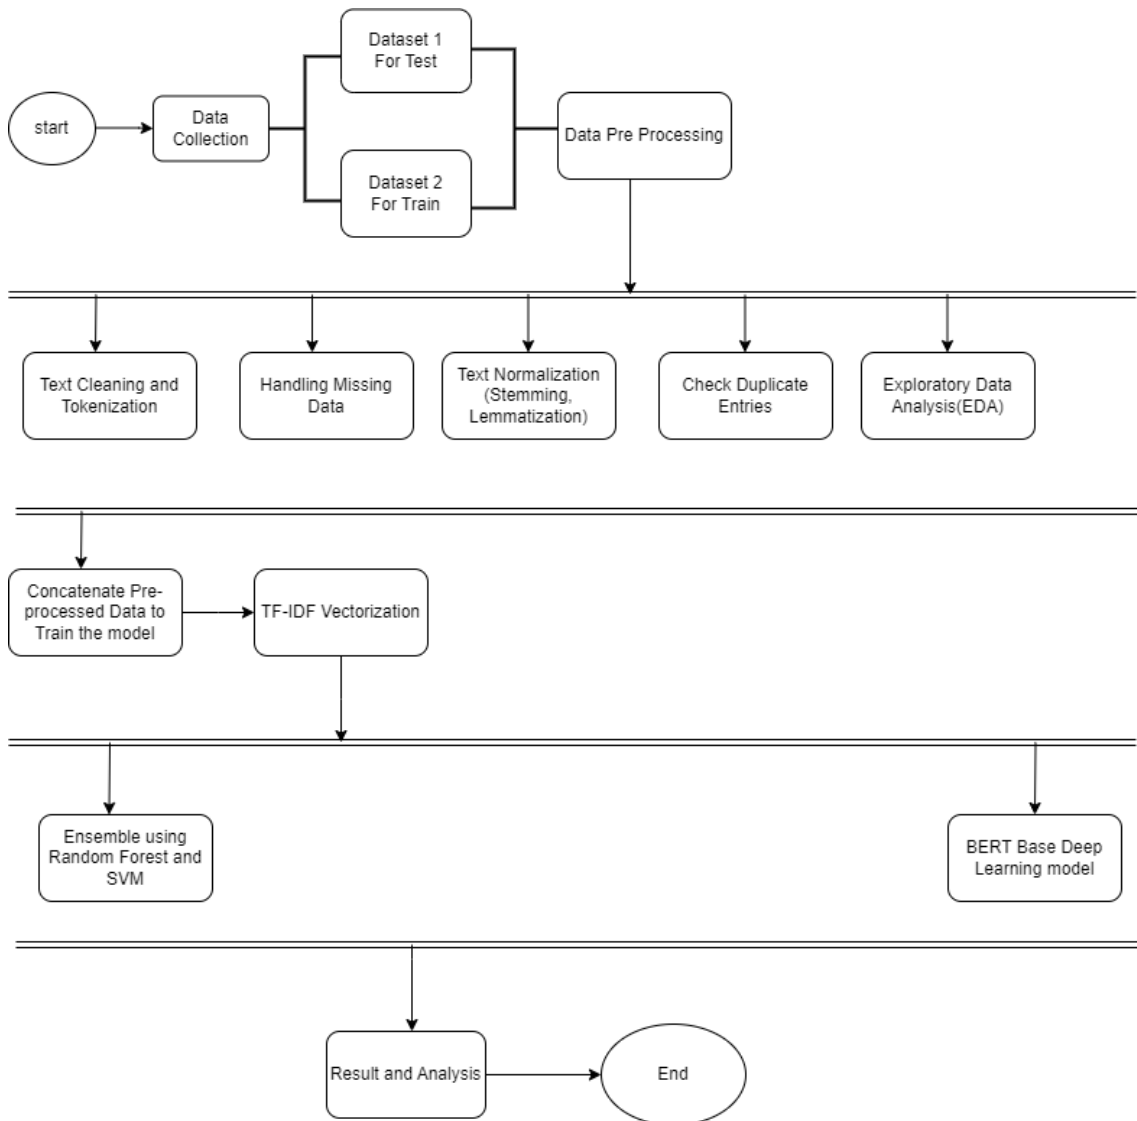 start
Data
Collection
Dataset 1
For Test
Dataset 2
For Train
Data Pre Processing
Text Cleaning and
Tokenization
Handling Missing
Data
Text Normalization
(Stemming,
Lemmatization)
Check Duplicate
Entries
Exploratory Data
Analysis(EDA)
Concatenate Pre-
processed Data to
Train the model
TF-IDF Vectorization
Ensemble using
Random Forest and
SVM
BERT Base Deep
Learning model
Result and Analysis
End